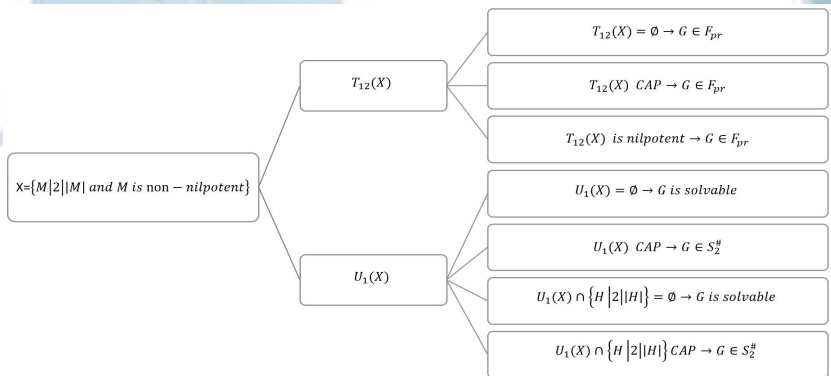 X={M|2||M| and M is non − nilpotent}
T₁₂(X)
T₁₂(X) = ∅ → G ∈ Fₚᵣ
T₁₂(X) CAP → G ∈ Fₚᵣ
T₁₂(X) is nilpotent → G ∈ Fₚᵣ
U₁(X)
U₁(X) = ∅ → G is solvable
U₁(X) CAP → G ∈ S₂^#
U₁(X) ∩ {H |2||H|} = ∅ → G is solvable
U₁(X) ∩ {H |2||H|} CAP → G ∈ S₂^#